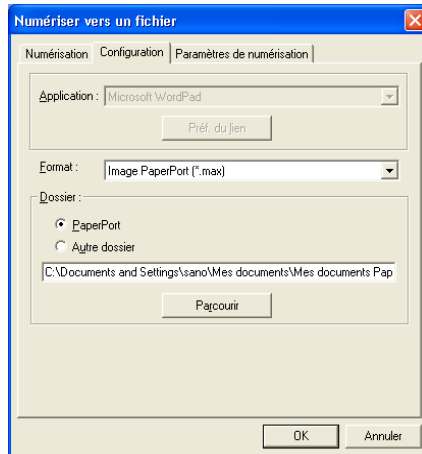 Numériser vers un fichier
Numérisation Configuration Paramètres de numérisation
Application : Microsoft WordPad
Préf. du lien
Format : Image PaperPort (*.max)
Dossier :
PaperPort
Autre dossier
C:\Documents and Settings\sano\Mes documents\Mes documents Pap
Parcourir
OK Annuler